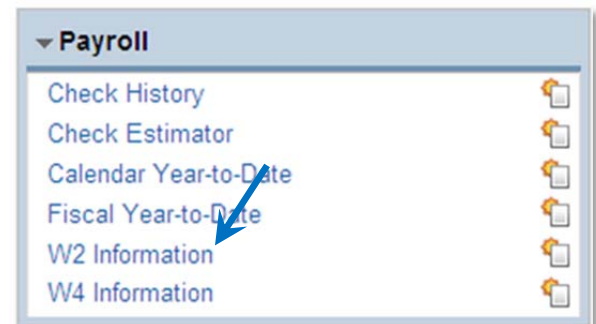 Payroll
Check History
Check Estimator
Calendar Year-to-Date
Fiscal Year-to-Date
W2 Information
W4 Information